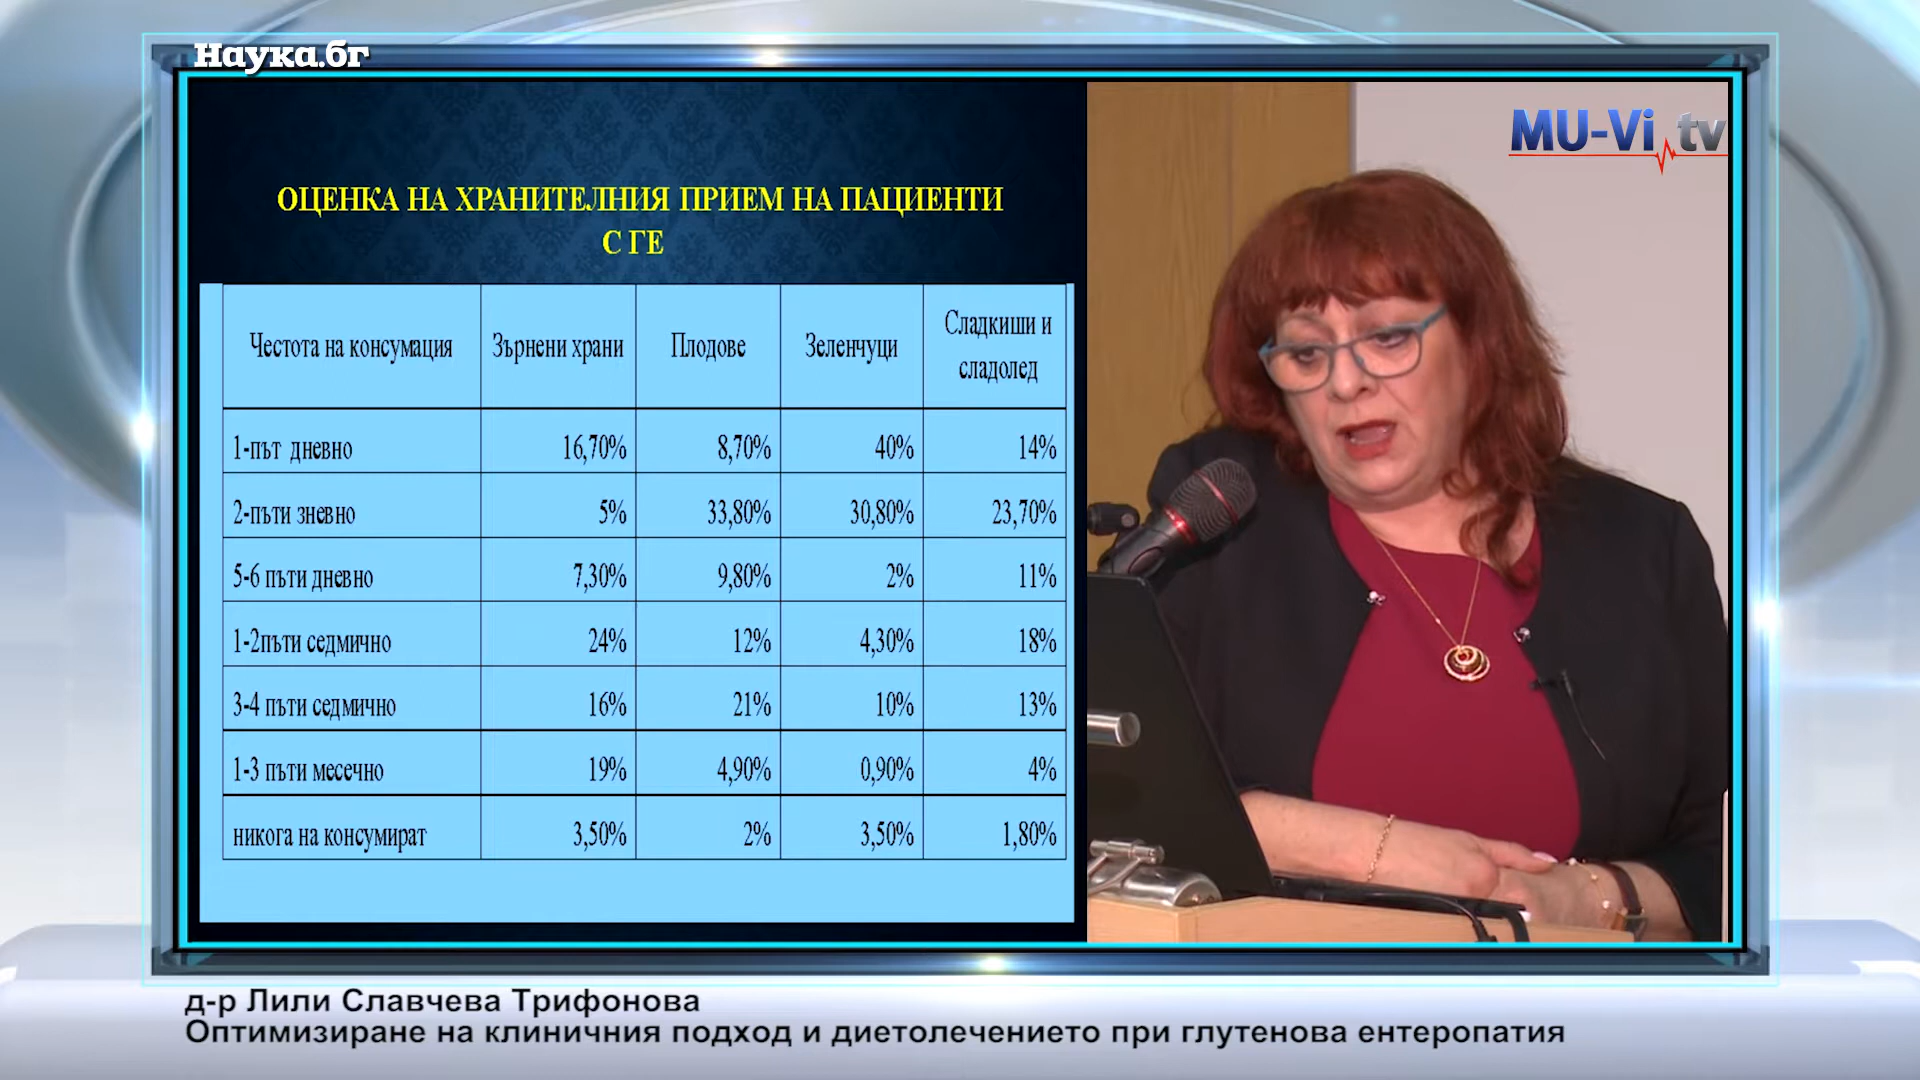 Наука.бг
MU-Vi tv
ОЦЕНКА НА ХРАНИТЕЛНИЯ ПРИЕМ НА ПАЦИЕНТИ
С ГЕ
Честота на консумация Зърнени храни Плодове Зеленчуци Сладкиши и сладолед
1-път дневно 16,70% 8,70% 40% 14%
2-пъти зневно 5% 33,80% 30,80% 23,70%
5-6 пъти дневно 7,30% 9,80% 2% 11%
1-2пъти седмично 24% 12% 4,30% 18%
3-4 пъти седмично 16% 21% 10% 13%
1-3 пъти месечно 19% 4,90% 0,90% 4%
никога на консумират 3,50% 2% 3,50% 1,80%
д-р Лили Славчева Трифонова
Оптимизиране на клиничния подход и диетолечението при глутенова ентеропатия